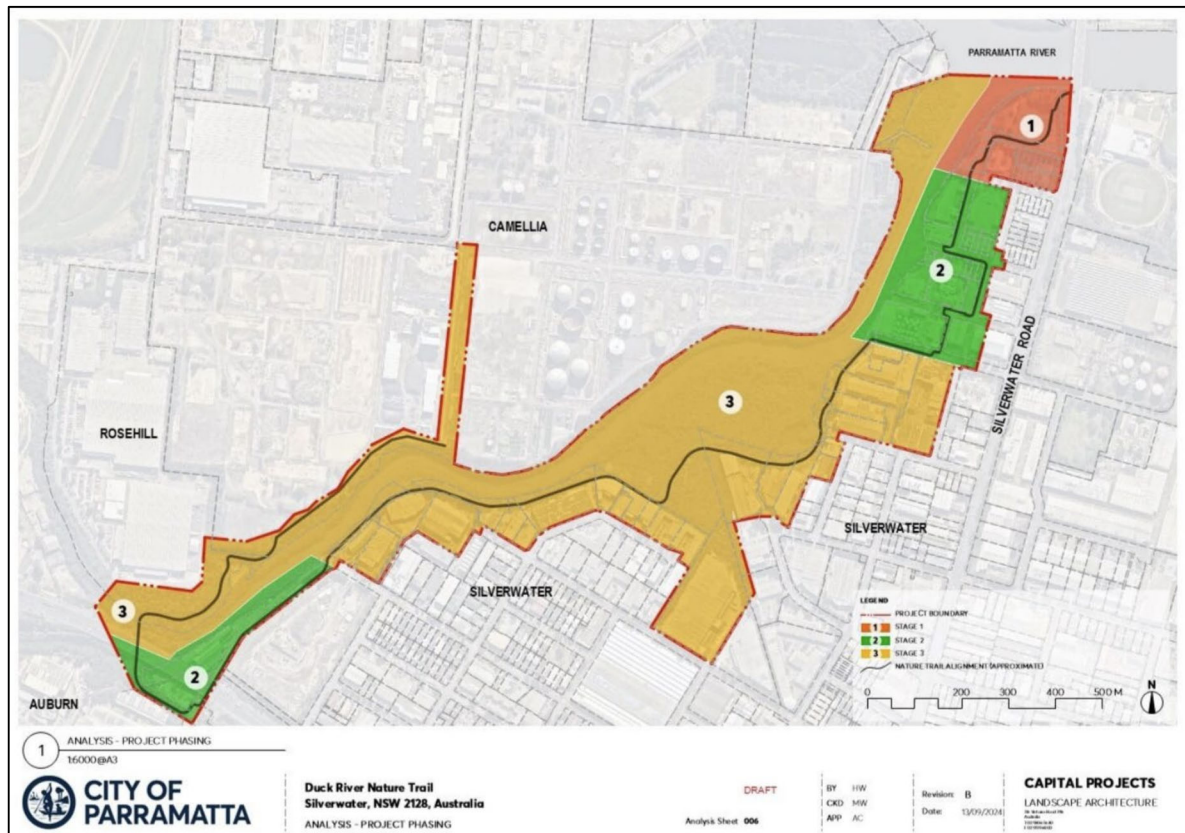 PARRAMATTA RIVER
1
CAMELLIA
2
SILVERWATER ROAD
3
ROSEHILL
SILVERWATER
SILVERWATER
3
2
AUBURN
LEGEND
PROJECT BOUNDARY
1 STAGE 1
2 STAGE 2
3 STAGE 3
NATURE TRAIL ALIGNMENT (APPROXIMATE)
0 200 300 400 500 M
N
1 ANALYSIS - PROJECT PHASING
1:6000@A3
CITY OF
PARRAMATTA
Duck River Nature Trail
Silverwater, NSW 2128, Australia
ANALYSIS - PROJECT PHASING
DRAFT
Analysis Sheet 006
BY HW
CKD MW
APP AC
Revision: B
Date: 13/09/2024
CAPITAL PROJECTS
LANDSCAPE ARCHITECTURE